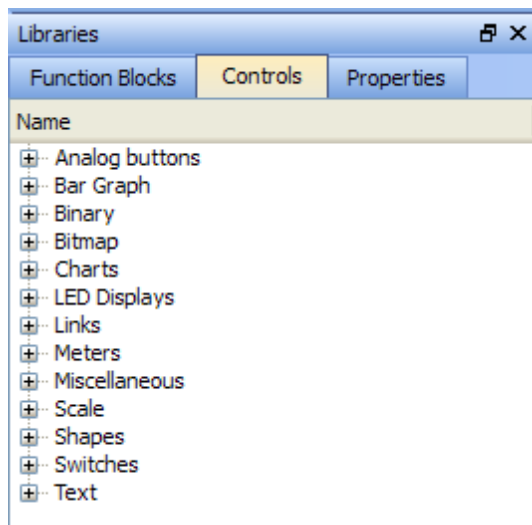 Libraries
Function Blocks Controls Properties
Name
Analog buttons
Bar Graph
Binary
Bitmap
Charts
LED Displays
Links
Meters
Miscellaneous
Scale
Shapes
Switches
Text